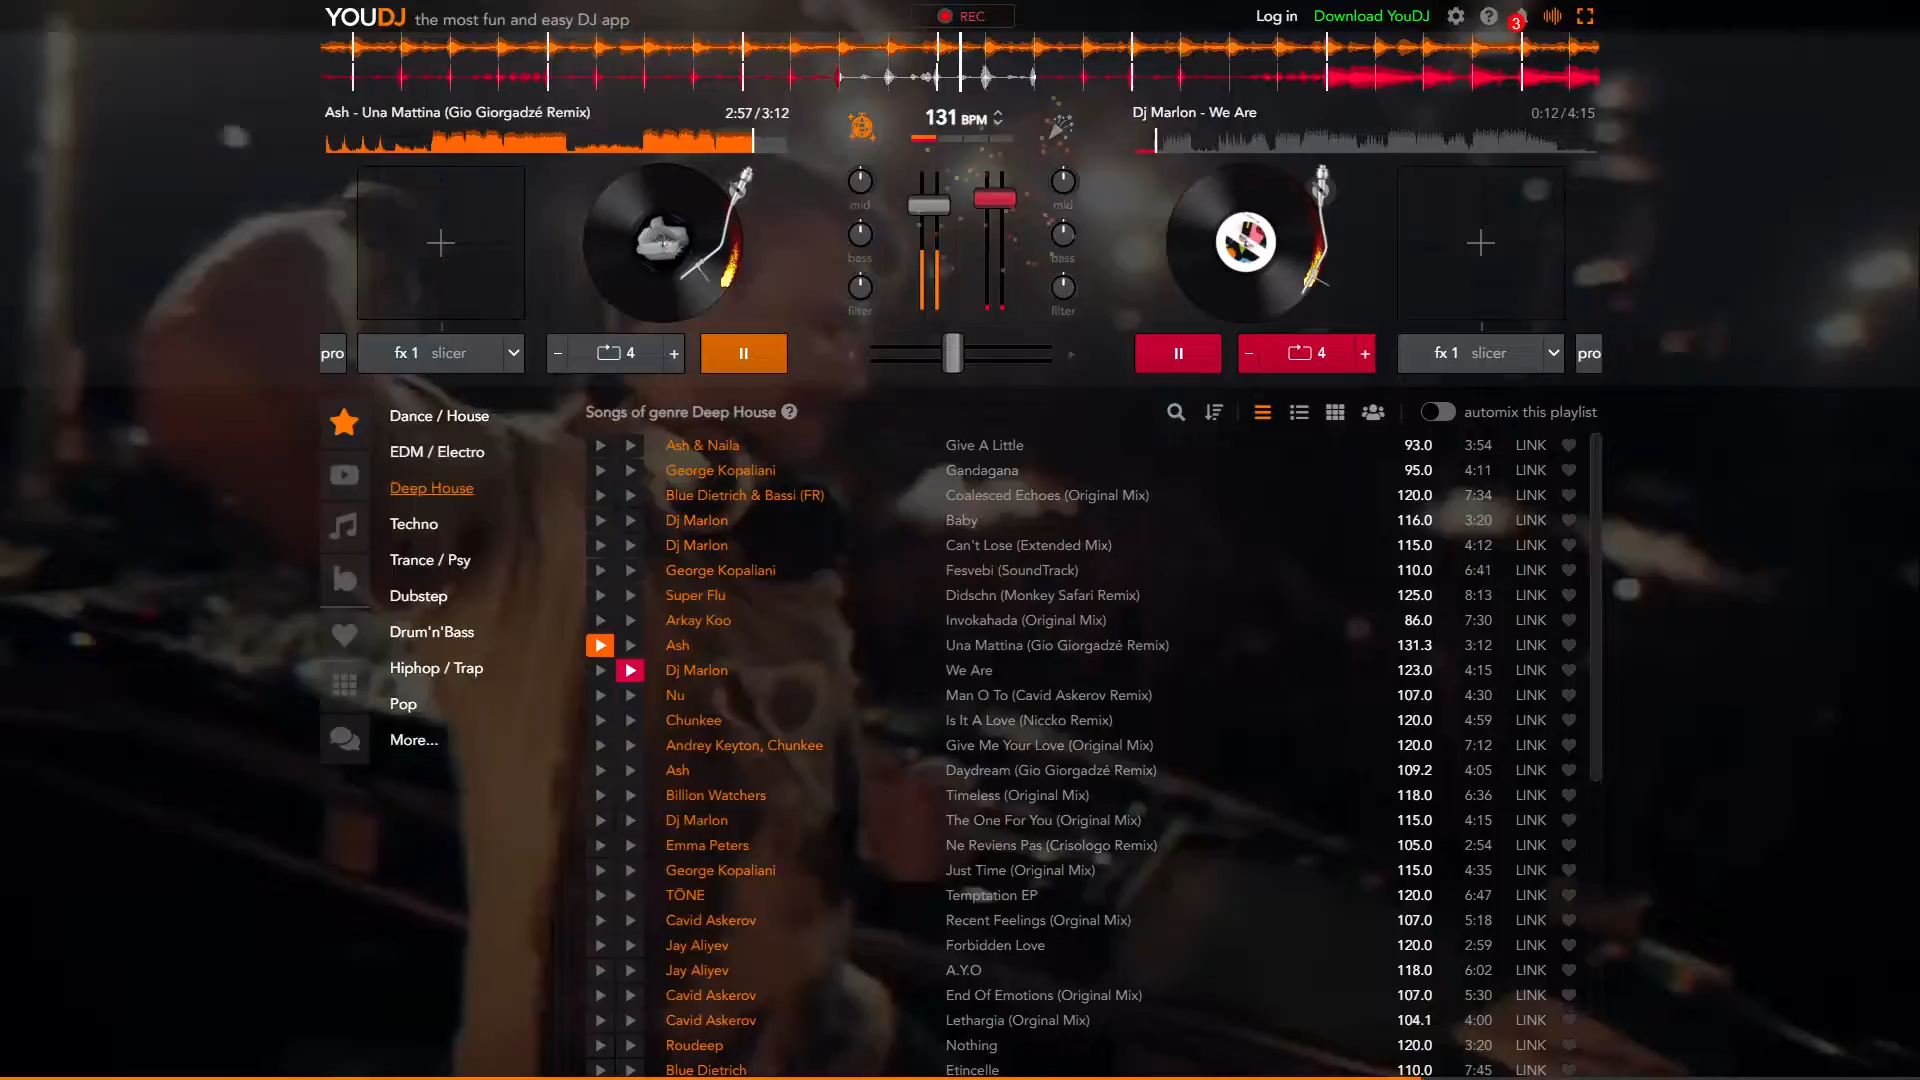 YOUDJ the most fun and easy DJ app
REC
Log in
Download YouDJ
3
Ash - Una Mattina (Gio Giorgadzé Remix)
2:57/3:12
131 BPM
Dj Marlon - We Are
0:12/4:15
mid
bass
filter
mid
bass
filter
pro
fx 1 slicer
4
4
fx 1 slicer
pro
Dance / House
EDM / Electro
Deep House
Techno
Trance / Psy
Dubstep
Drum'n'Bass
Hiphop / Trap
Pop
More...
Songs of genre Deep House
automix this playlist
Ash & Naila Give A Little 93.0 3:54 LINK
George Kopaliani Gandagana 95.0 4:11 LINK
Blue Dietrich & Bassi (FR) Coalesced Echoes (Original Mix) 120.0 7:34 LINK
Dj Marlon Baby 116.0 3:20 LINK
Dj Marlon Can't Lose (Extended Mix) 115.0 4:12 LINK
George Kopaliani Fesvebi (SoundTrack) 110.0 6:41 LINK
Super Flu Didschn (Monkey Safari Remix) 125.0 8:13 LINK
Arkay Koo Invokahada (Original Mix) 86.0 7:30 LINK
Ash Una Mattina (Gio Giorgadzé Remix) 131.3 3:12 LINK
Dj Marlon We Are 123.0 4:15 LINK
Nu Man O To (Cavid Askerov Remix) 107.0 4:30 LINK
Chunkee Is It A Love (Niccko Remix) 120.0 4:59 LINK
Andrey Keyton, Chunkee Give Me Your Love (Original Mix) 120.0 7:12 LINK
Ash Daydream (Gio Giorgadzé Remix) 109.2 4:05 LINK
Billion Watchers Timeless (Original Mix) 118.0 6:36 LINK
Dj Marlon The One For You (Original Mix) 115.0 4:15 LINK
Emma Peters Ne Reviens Pas (Crisologo Remix) 105.0 2:54 LINK
George Kopaliani Just Time (Original Mix) 115.0 4:35 LINK
TÖNE Temptation EP 120.0 6:47 LINK
Cavid Askerov Recent Feelings (Orginal Mix) 107.0 5:18 LINK
Jay Aliyev Forbidden Love 120.0 2:59 LINK
Jay Aliyev A.Y.O 118.0 6:02 LINK
Cavid Askerov End Of Emotions (Original Mix) 107.0 5:30 LINK
Cavid Askerov Lethargia (Orginal Mix) 104.1 4:00 LINK
Roudeep Nothing 120.0 3:20 LINK
Blue Dietrich Etincelle 110.0 7:45 LINK